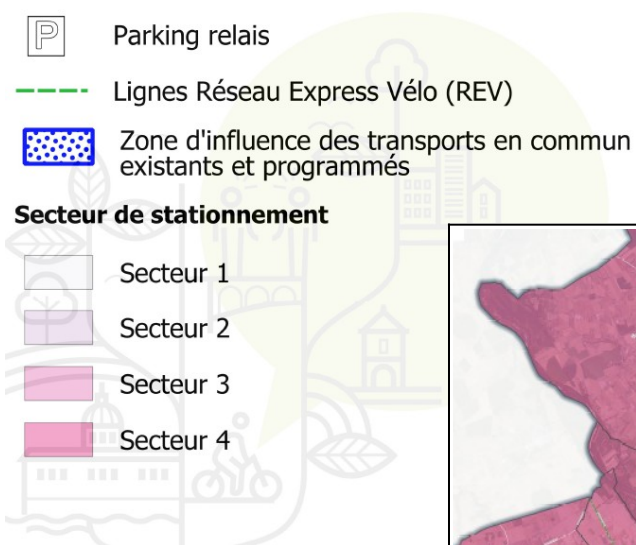 P
Parking relais
Lignes Réseau Express Vélo (REV)
Zone d'influence des transports en commun
existants et programmés
Secteur de stationnement
Secteur 1
Secteur 2
Secteur 3
Secteur 4